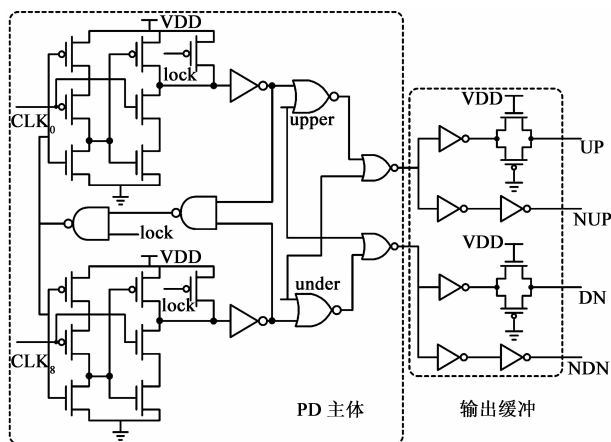 VDD
lock
CLK0
upper
VDD
UP
NUP
lock
VDD
lock
under
VDD
DN
CLK8
NDN
PD 主体
输出缓冲